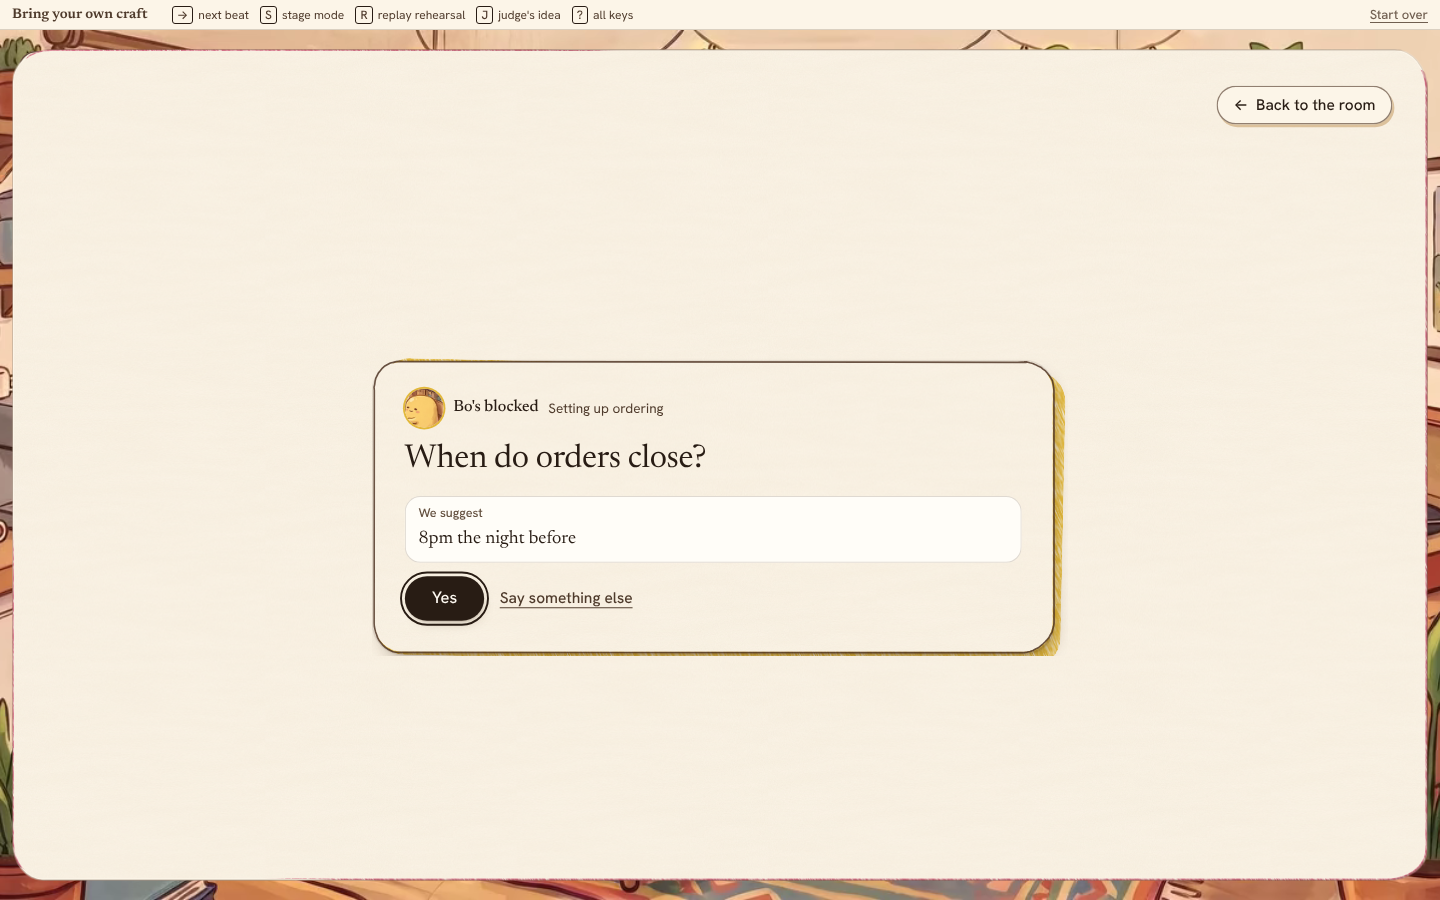 Bring your own craft → next beat S stage mode R replay rehearsal J judge's idea ? all keys Start over
← Back to the room
Bo's blocked Setting up ordering
When do orders close?
We suggest
8pm the night before
Yes Say something else